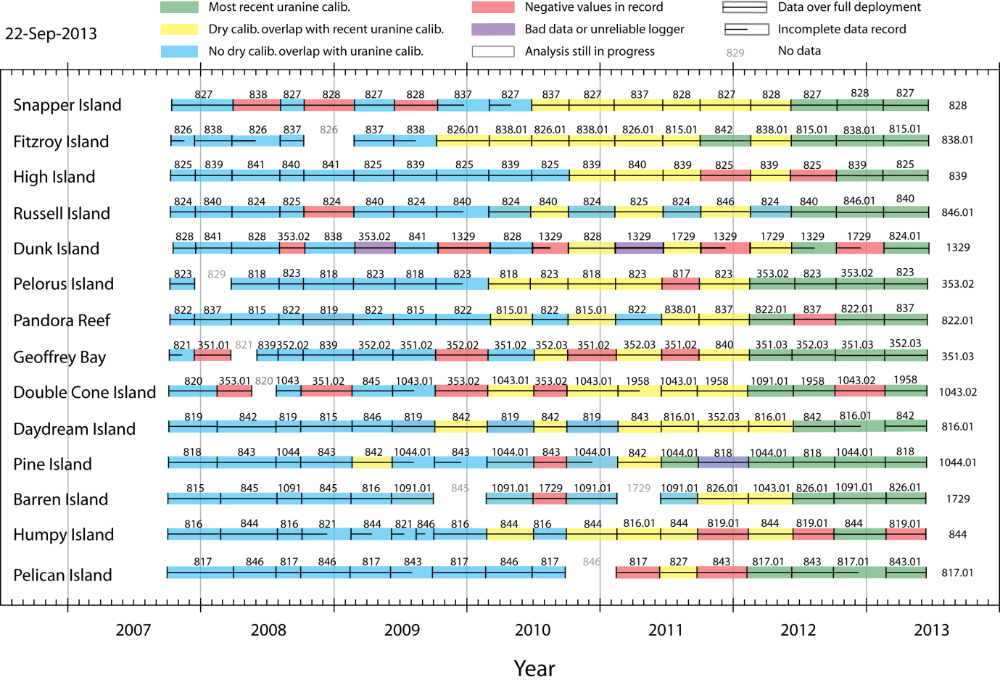 22-Sep-2013
Most recent uranine calib.
Dry calib. overlap with recent uranine calib.
No dry calib. overlap with uranine calib.
Negative values in record
Bad data or unreliable logger
Analysis still in progress
Data over full deployment
Incomplete data record
829 No data
Snapper Island 827 838 827 828 827 828 837 827 837 827 837 828 827 828 827 828 827 828
Fitzroy Island 826 838 826 837 826 837 838 826.01 838.01 826.01 838.01 826.01 815.01 842 838.01 815.01 838.01 815.01 838.01
High Island 825 839 841 840 841 825 839 825 839 825 839 840 839 825 839 825 839 825 839
Russell Island 824 840 824 825 824 840 824 840 824 840 824 825 824 846 824 840 846.01 840 846.01
Dunk Island 828 841 828 353.02 838 353.02 841 1329 828 1329 828 1329 1729 1329 1729 1329 1729 824.01 1329
Pelorus Island 823 829 818 823 818 823 818 823 818 823 818 823 817 823 353.02 823 353.02 823 353.02
Pandora Reef 822 837 815 822 819 822 815 822 815.01 822 815.01 822 838.01 837 822.01 837 822.01 837 822.01
Geoffrey Bay 821 351.01 821 839 352.02 839 352.02 351.02 352.02 351.02 352.03 351.02 352.03 351.02 840 351.03 352.03 351.03 352.03 351.03
Double Cone Island 820 353.01 820 1043 351.02 845 1043.01 353.02 1043.01 353.02 1043.01 1958 1043.01 1958 1091.01 1958 1043.02 1958 1043.02
Daydream Island 819 842 819 815 846 819 842 819 842 819 843 816.01 352.03 816.01 842 816.01 842 816.01
Pine Island 818 843 1044 843 842 1044.01 843 1044.01 843 1044.01 842 1044.01 818 1044.01 818 1044.01 818 1044.01
Barren Island 815 845 1091 845 816 1091.01 845 1091.01 1729 1091.01 1729 1091.01 826.01 1043.01 826.01 1091.01 826.01 1729
Humpy Island 816 844 816 821 844 821 846 816 844 816 844 816.01 844 819.01 844 819.01 844 819.01 844
Pelican Island 817 846 817 846 817 843 817 846 817 846 817 827 843 817.01 843 817.01 843.01 817.01
2007 2008 2009 2010 2011 2012 2013
Year